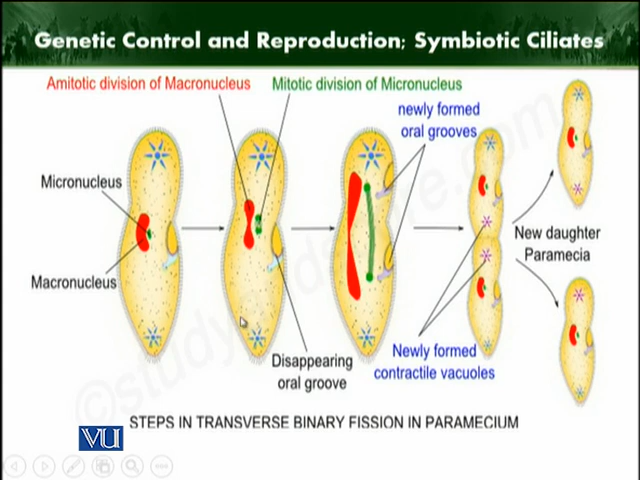 Genetic Control and Reproduction; Symbiotic Ciliates
Amitotic division of Macronucleus
Mitotic division of Micronucleus
newly formed
oral grooves
Micronucleus
Macronucleus
New daughter
Paramecia
Disappearing
oral groove
Newly formed
contractile vacuoles
STEPS IN TRANSVERSE BINARY FISSION IN PARAMECIUM
VU